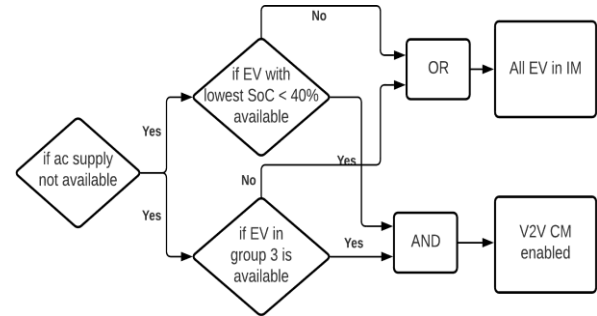 No
if EV with
lowest SoC < 40%
available
OR
All EV in IM
Yes
if ac supply
not available
Yes
No
Yes
if EV in
group 3 is
available
Yes
AND
V2V CM
enabled